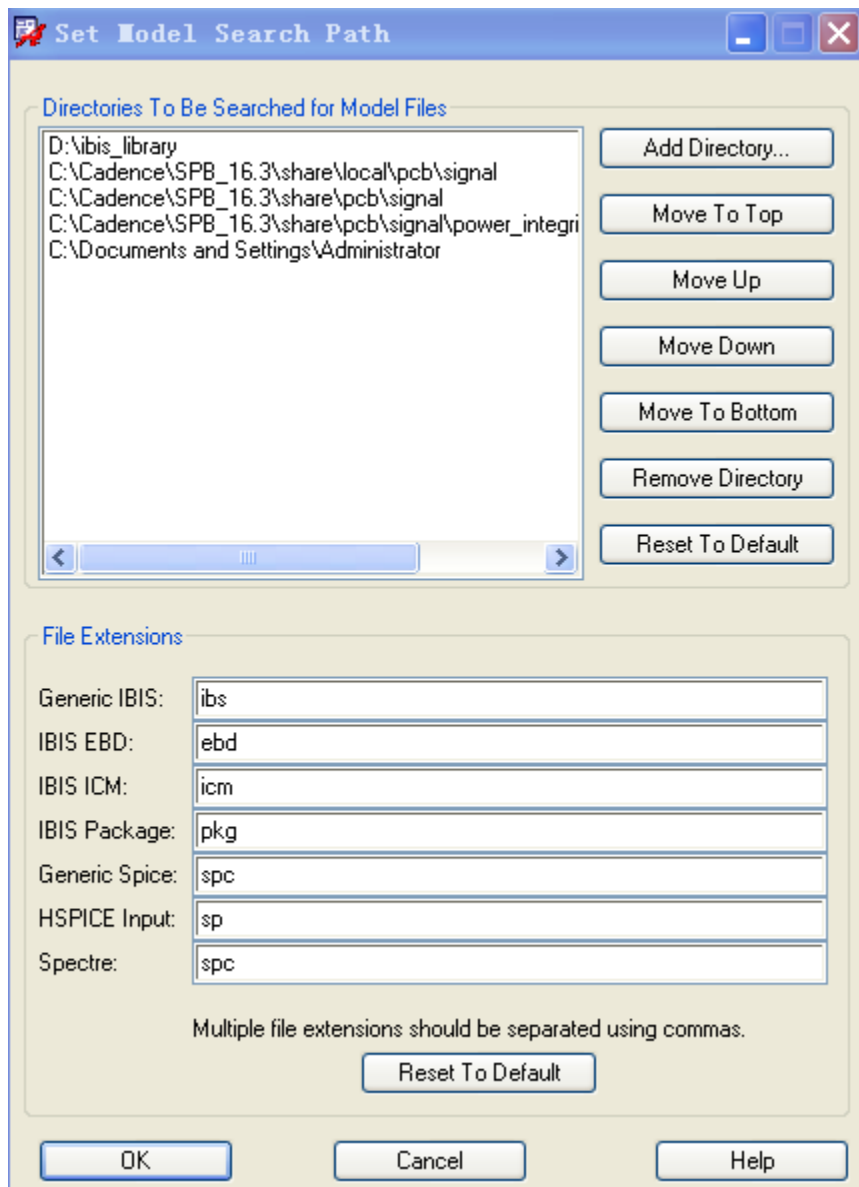 Set Model Search Path
Directories To Be Searched for Model Files
D:\ibis_library
C:\Cadence\SPB_16.3\share\local\pcb\signal
C:\Cadence\SPB_16.3\share\pcb\signal
C:\Cadence\SPB_16.3\share\pcb\signal\power_integri
C:\Documents and Settings\Administrator
Add Directory...
Move To Top
Move Up
Move Down
Move To Bottom
Remove Directory
Reset To Default
File Extensions
Generic IBIS: ibs
IBIS EBD: ebd
IBIS ICM: icm
IBIS Package: pkg
Generic Spice: spc
HSPICE Input: sp
Spectre: spc
Multiple file extensions should be separated using commas.
Reset To Default
OK Cancel Help